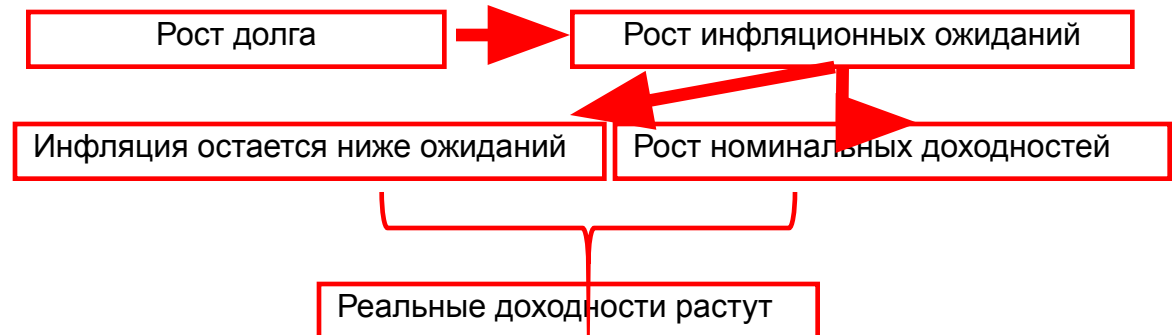 Рост долга
Рост инфляционных ожиданий
Инфляция остается ниже ожиданий
Рост номинальных доходностей
Реальные доходности растут